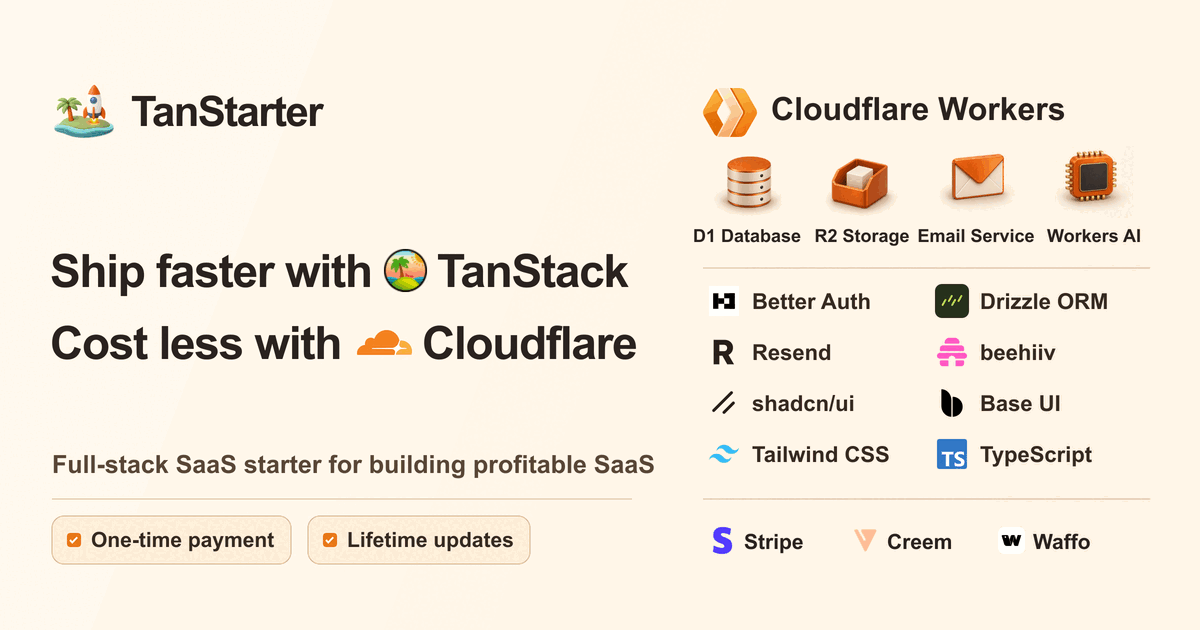 TanStarter
Ship faster with TanStack
Cost less with Cloudflare
Full-stack SaaS starter for building profitable SaaS
One-time payment
Lifetime updates
Cloudflare Workers
D1 Database
R2 Storage
Email Service
Workers AI
Better Auth
Drizzle ORM
R Resend
beehiiv
shadcn/ui
Base UI
Tailwind CSS
TS TypeScript
S Stripe
Creem
W Waffo